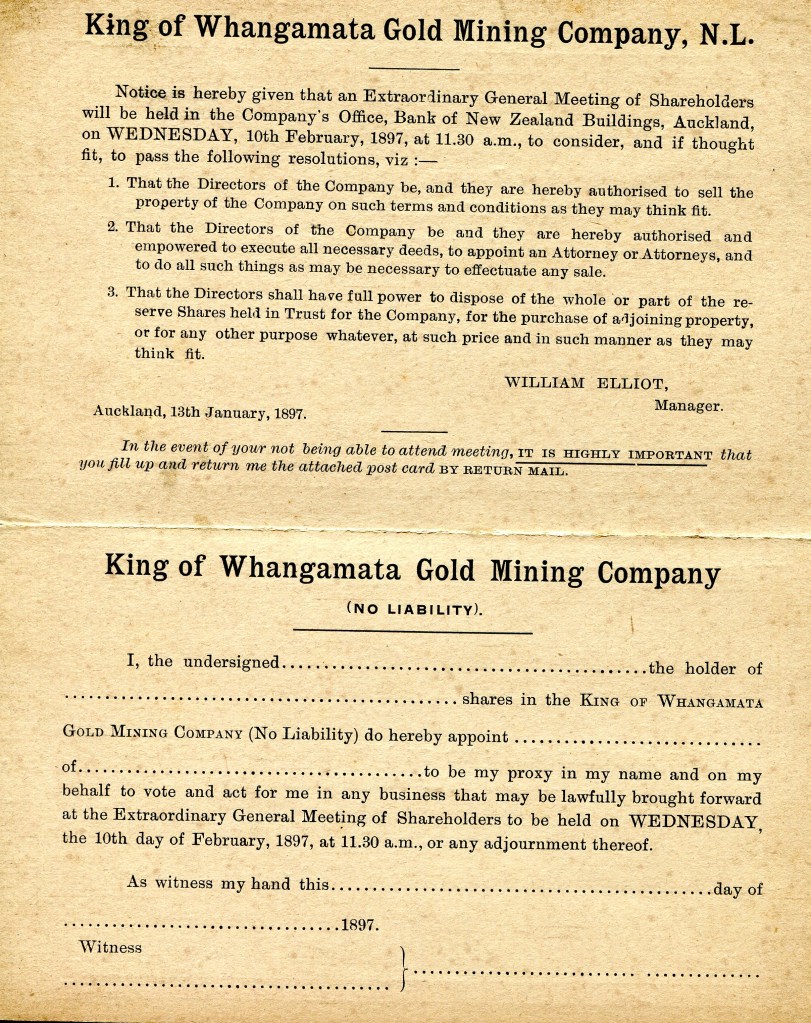 King of Whangamata Gold Mining Company, N.L.
Notice is hereby given that an Extraordinary General Meeting of Shareholders
will be held in the Company's Office, Bank of New Zealand Buildings, Auckland,
on WEDNESDAY, 10th February, 1897, at 11.30 a.m., to consider, and if thought
fit, to pass the following resolutions, viz :—
1. That the Directors of the Company be, and they are hereby authorised to sell the
property of the Company on such terms and conditions as they may think fit.
2. That the Directors of the Company be and they are hereby authorised and
empowered to execute all necessary deeds, to appoint an Attorney or Attorneys, and
to do all such things as may be necessary to effectuate any sale.
3. That the Directors shall have full power to dispose of the whole or part of the re-
serve Shares held in Trust for the Company, for the purchase of adjoining property,
or for any other purpose whatever, at such price and in such manner as they may
think fit.
WILLIAM ELLIOT,
Manager.
Auckland, 13th January, 1897.
In the event of your not being able to attend meeting, IT IS HIGHLY IMPORTANT that
you fill up and return me the attached post card BY RETURN MAIL.
King of Whangamata Gold Mining Company
(NO LIABILITY).
I, the undersigned............................................the holder of
............................................... shares in the KING OF WHANGAMATA
GOLD MINING COMPANY (No Liability) do hereby appoint ..............................
of.........................................to be my proxy in my name and on my
behalf to vote and act for me in any business that may be lawfully brought forward
at the Extraordinary General Meeting of Shareholders to be held on WEDNESDAY,
the 10th day of February, 1897, at 11.30 a.m., or any adjournment thereof.
As witness my hand this..............................................day of
.................................1897.
Witness